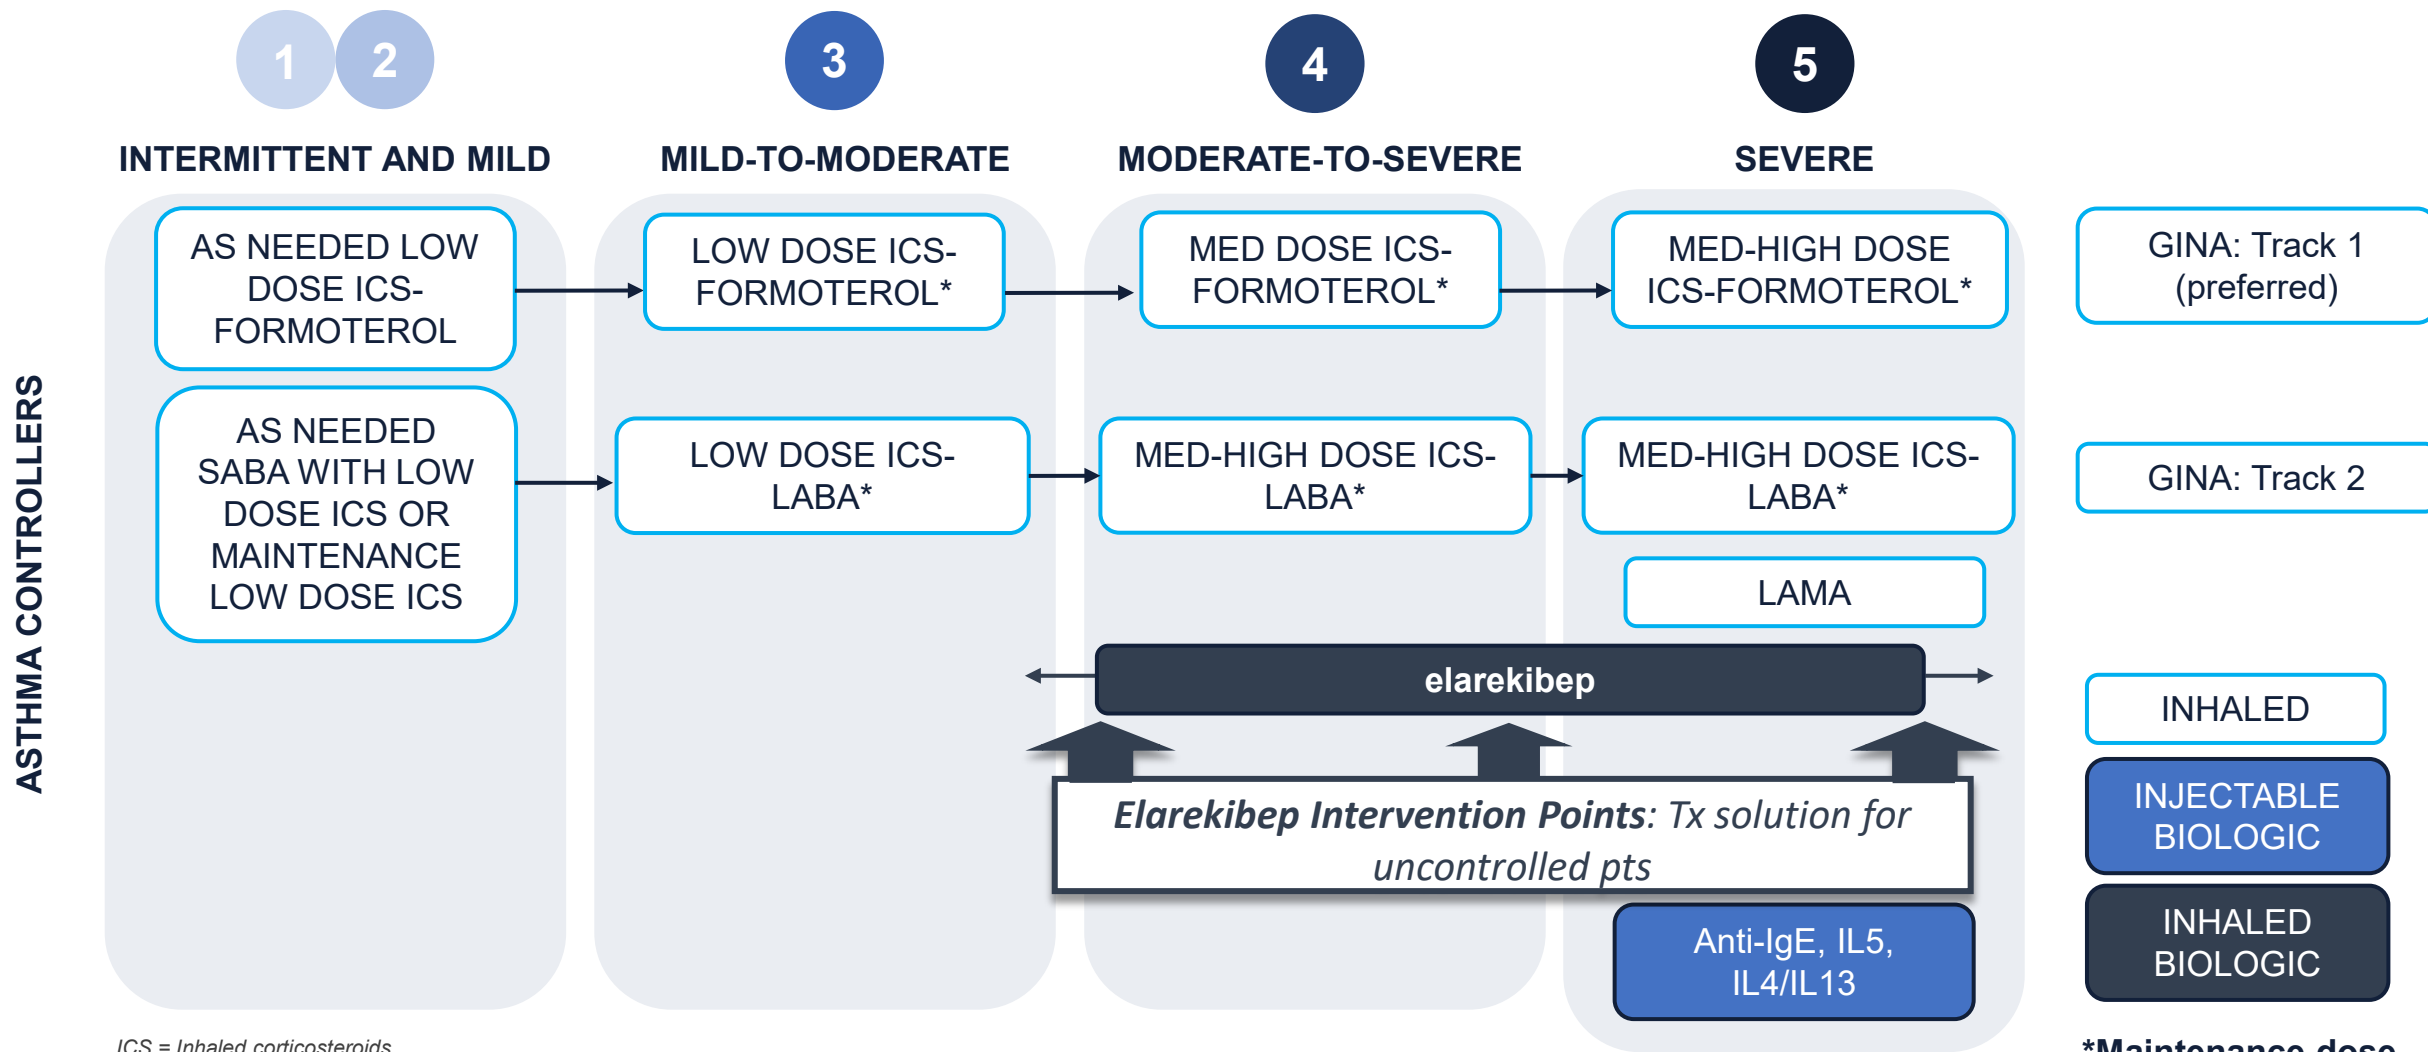 1
2
3
4
5
INTERMITTENT AND MILD
MILD-TO-MODERATE
MODERATE-TO-SEVERE
SEVERE
ASTHMA CONTROLLERS
AS NEEDED LOW
DOSE ICS-
FORMOTEROL
LOW DOSE ICS-
FORMOTEROL*
MED DOSE ICS-
FORMOTEROL*
MED-HIGH DOSE
ICS-FORMOTEROL*
GINA: Track 1
(preferred)
AS NEEDED
SABA WITH LOW
DOSE ICS OR
MAINTENANCE
LOW DOSE ICS
LOW DOSE ICS-
LABA*
MED-HIGH DOSE ICS-
LABA*
MED-HIGH DOSE ICS-
LABA*
GINA: Track 2
LAMA
elarekibep
Elarekibep Intervention Points: Tx solution for
uncontrolled pts
Anti-IgE, IL5,
IL4/IL13
INHALED
INJECTABLE
BIOLOGIC
INHALED
BIOLOGIC
ICS = Inhaled corticosteroids
*Maintenance dose